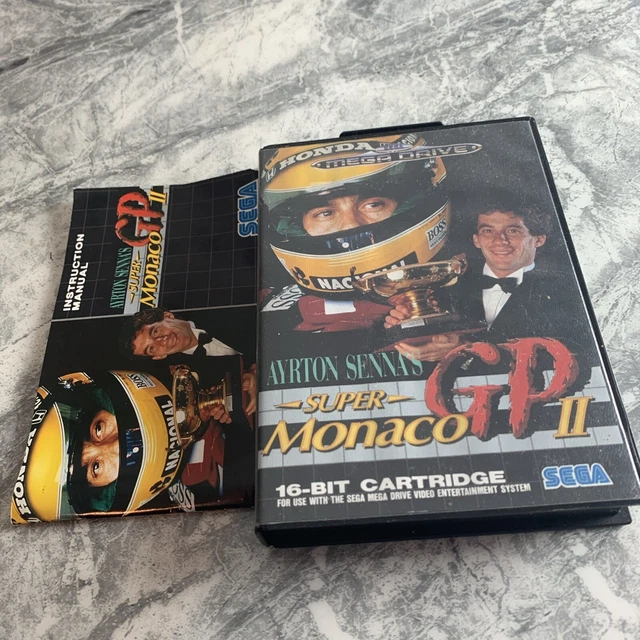 INSTRUCTION
MANUAL
AYRTON SENNA'S
SUPER
MONACO GP II
SEGA
HONDA
BOSS
NACIONAL
HONDA
MEGA DRIVE
BOSS
NACIONAL
AYRTON SENNA'S
SUPER
MONACO GP II
16-BIT CARTRIDGE
FOR USE WITH THE SEGA MEGA DRIVE VIDEO ENTERTAINMENT SYSTEM
SEGA